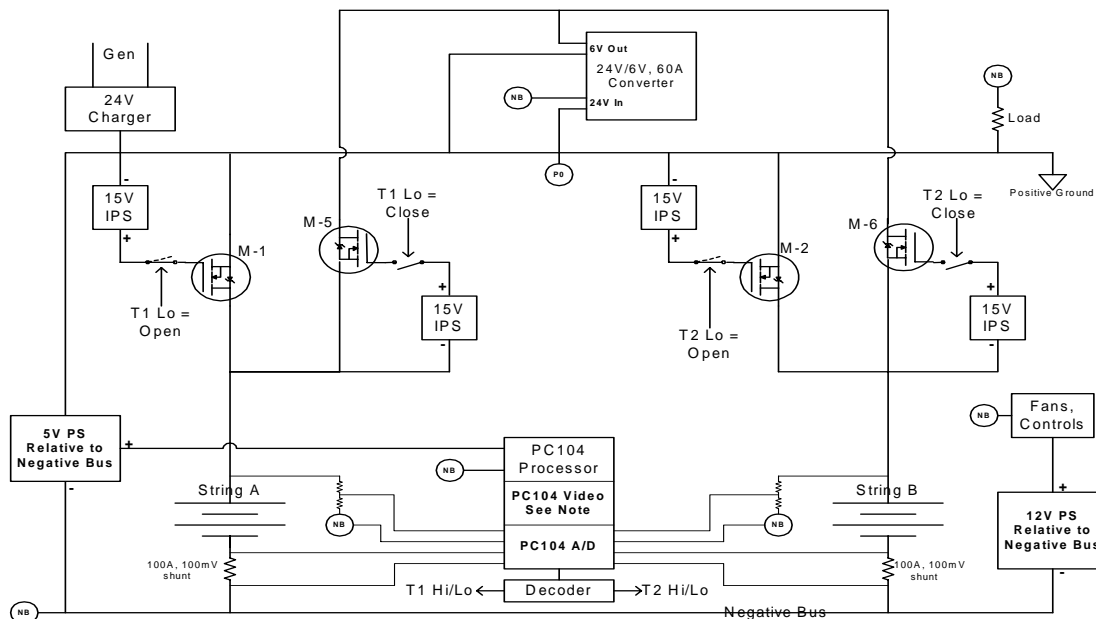 Gen
24V
Charger
6V Out
24V/6V, 60A
Converter
24V In
NB
P0
NB
Load
Positive Ground
-
15V
IPS
+
M-1
T1 Lo =
Open
M-5
T1 Lo =
Close
+
15V
IPS
-
-
15V
IPS
+
M-2
T2 Lo =
Open
M-6
T2 Lo =
Close
+
15V
IPS
-
5V PS
Relative to
Negative Bus
+
-
NB
PC104
Processor
PC104 Video
See Note
PC104 A/D
Decoder
T1 Hi/Lo
T2 Hi/Lo
String A
NB
100A, 100mV
shunt
NB
String B
NB
100A, 100mV
shunt
NB
Fans,
Controls
+
12V PS
Relative to
Negative Bus
-
Negative Bus